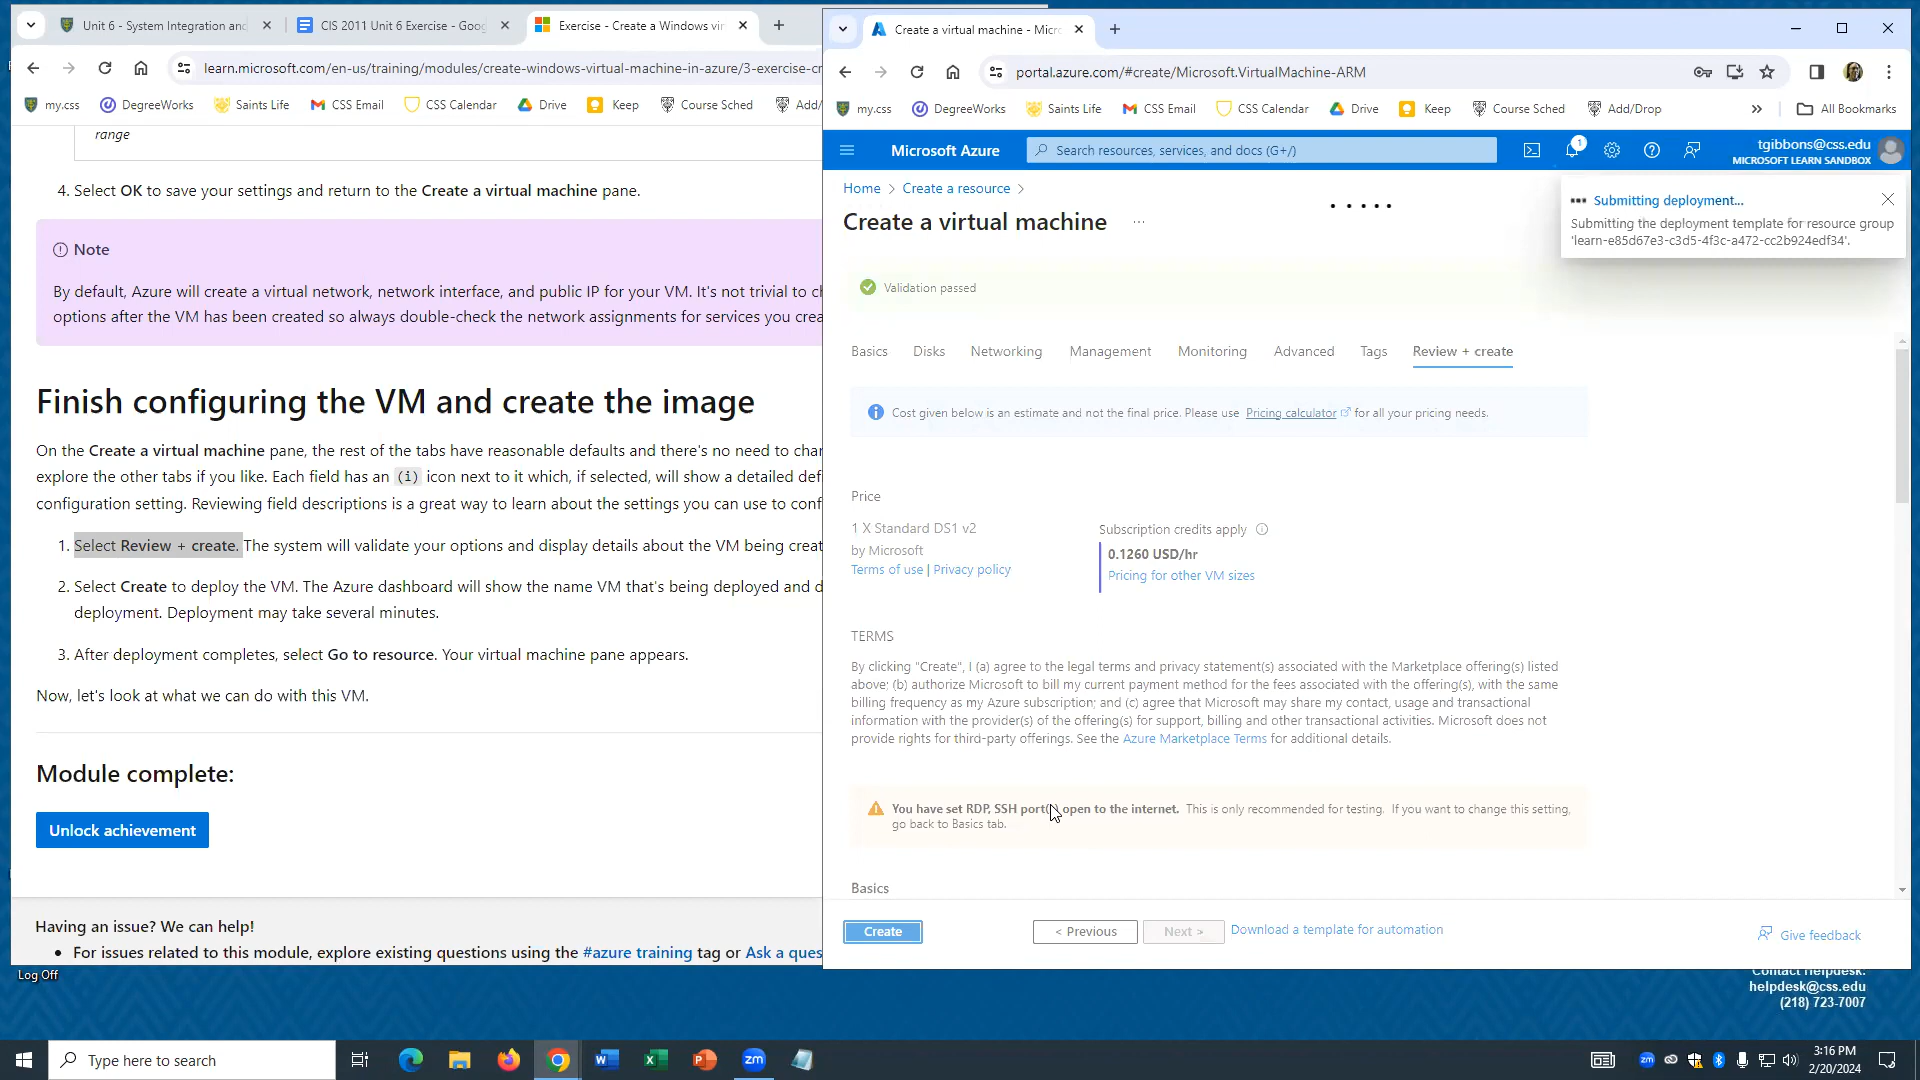 Unit 6 - System Integration and
CIS 2011 Unit 6 Exercise - Goog
Exercise - Create a Windows vir
learn.microsoft.com/en-us/training/modules/create-windows-virtual-machine-in-azure/3-exercise-cr
my.css
DegreeWorks
Saints Life
CSS Email
CSS Calendar
Drive
Keep
Course Sched
Add/
range
4. Select OK to save your settings and return to the Create a virtual machine pane.
Note
By default, Azure will create a virtual network, network interface, and public IP for your VM. It's not trivial to ch
options after the VM has been created so always double-check the network assignments for services you crea
Finish configuring the VM and create the image
On the Create a virtual machine pane, the rest of the tabs have reasonable defaults and there's no need to char
explore the other tabs if you like. Each field has an (i) icon next to it which, if selected, will show a detailed def
configuration setting. Reviewing field descriptions is a great way to learn about the settings you can use to conf
1. Select Review + create. The system will validate your options and display details about the VM being creat
2. Select Create to deploy the VM. The Azure dashboard will show the name VM that's being deployed and d
deployment. Deployment may take several minutes.
3. After deployment completes, select Go to resource. Your virtual machine pane appears.
Now, let's look at what we can do with this VM.
Module complete:
Unlock achievement
Having an issue? We can help!
• For issues related to this module, explore existing questions using the #azure training tag or Ask a ques
Log Off
Create a virtual machine - Micro
portal.azure.com/#create/Microsoft.VirtualMachine-ARM
my.css
DegreeWorks
Saints Life
CSS Email
CSS Calendar
Drive
Keep
Course Sched
Add/Drop
All Bookmarks
Microsoft Azure
Search resources, services, and docs (G+/)
1
tgibbons@css.edu
MICROSOFT LEARN SANDBOX
Home > Create a resource >
Create a virtual machine ...
Submitting deployment...
Submitting the deployment template for resource group
'learn-e85d67e3-c3d5-4f3c-a472-cc2b924edf34'.
Validation passed
Basics
Disks
Networking
Management
Monitoring
Advanced
Tags
Review + create
Cost given below is an estimate and not the final price. Please use Pricing calculator for all your pricing needs.
Price
1 X Standard DS1 v2
by Microsoft
Terms of use | Privacy policy
Subscription credits apply
0.1260 USD/hr
Pricing for other VM sizes
TERMS
By clicking "Create", I (a) agree to the legal terms and privacy statement(s) associated with the Marketplace offering(s) listed
above; (b) authorize Microsoft to bill my current payment method for the fees associated with the offering(s), with the same
billing frequency as my Azure subscription; and (c) agree that Microsoft may share my contact, usage and transactional
information with the provider(s) of the offering(s) for support, billing and other transactional activities. Microsoft does not
provide rights for third-party offerings. See the Azure Marketplace Terms for additional details.
You have set RDP, SSH port(s) open to the internet. This is only recommended for testing. If you want to change this setting,
go back to Basics tab.
Basics
Create
< Previous
Next >
Download a template for automation
Give feedback
Contact Helpdesk:
helpdesk@css.edu
(218) 723-7007
Type here to search
3:16 PM
2/20/2024